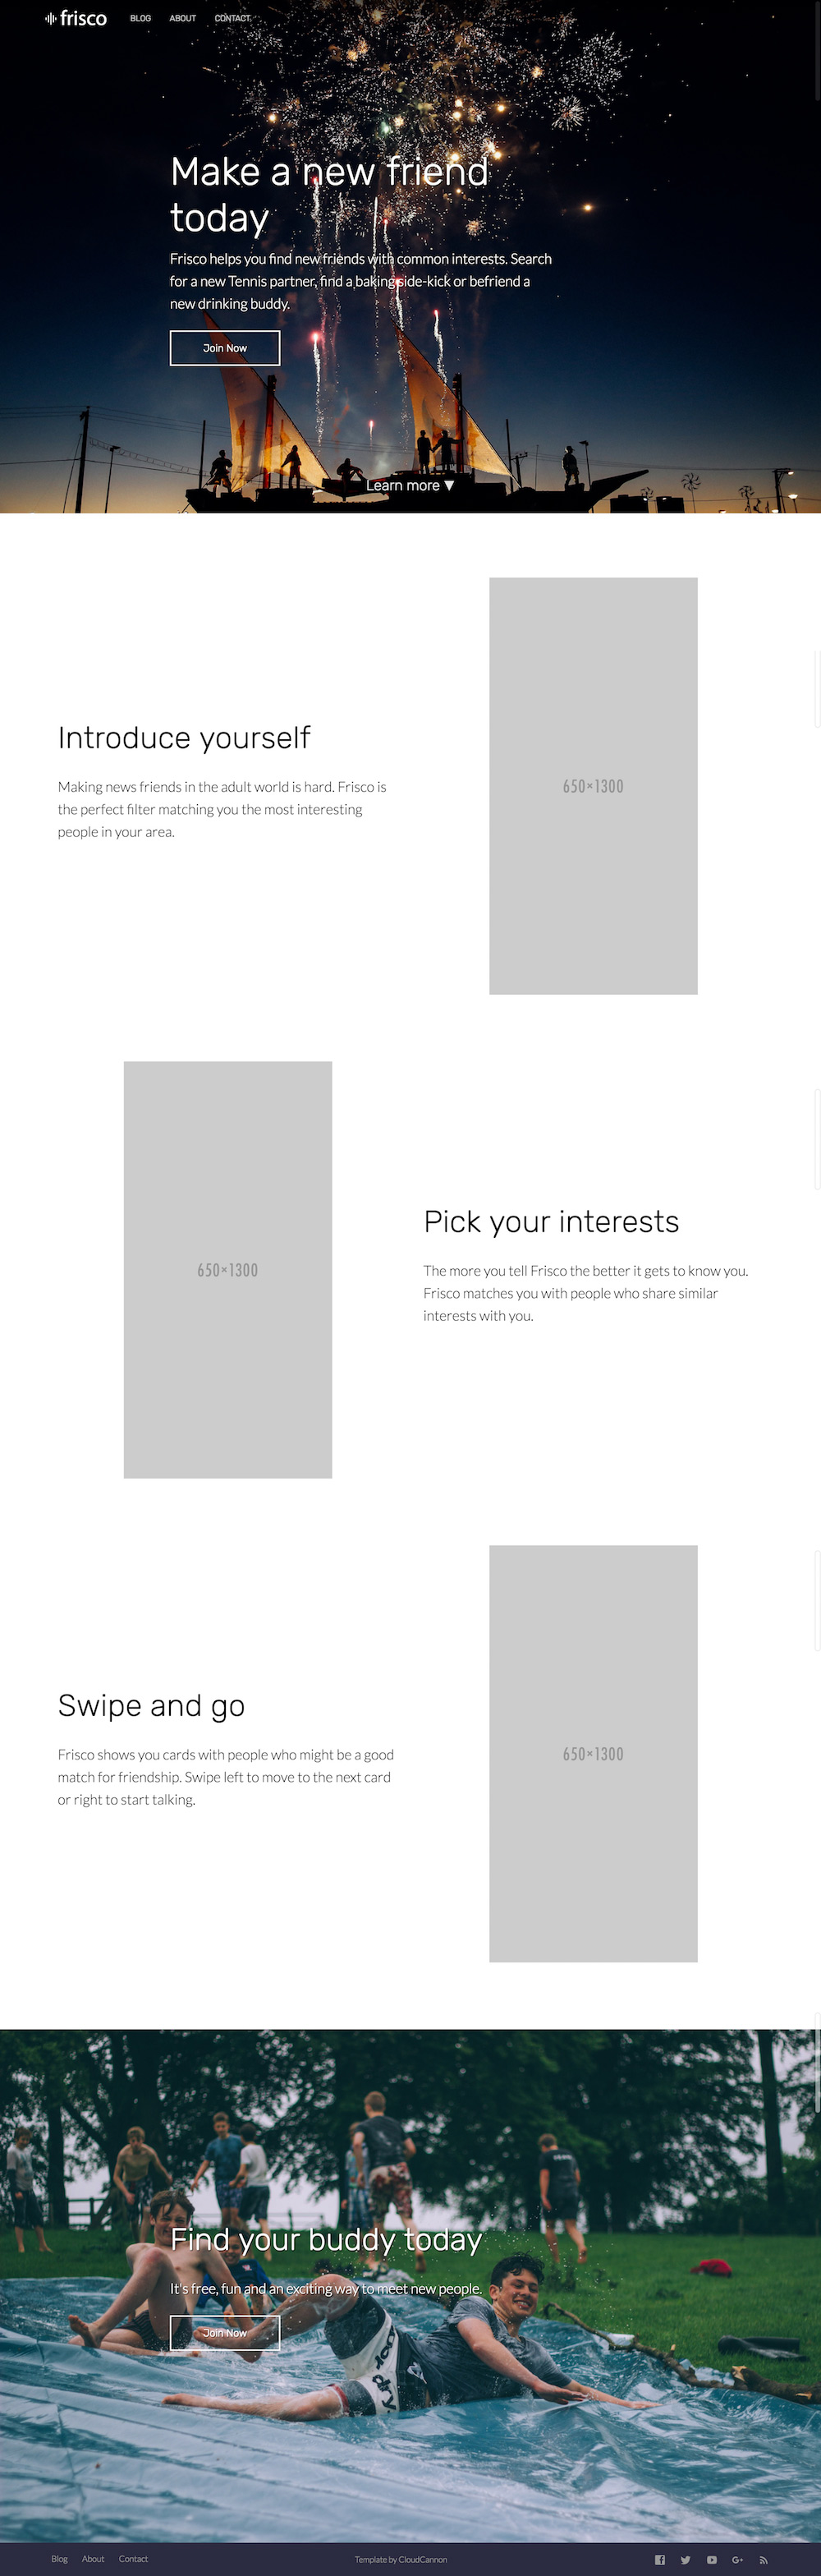 frisco BLOG ABOUT CONTACT
Make a new friend
today
Frisco helps you find new friends with common interests. Search
for a new Tennis partner, find a baking side-kick or befriend a
new drinking buddy.
Join Now
Learn more ▼
Introduce yourself
Making news friends in the adult world is hard. Frisco is
the perfect filter matching you the most interesting
people in your area.
650×1300
650×1300
Pick your interests
The more you tell Frisco the better it gets to know you.
Frisco matches you with people who share similar
interests with you.
Swipe and go
Frisco shows you cards with people who might be a good
match for friendship. Swipe left to move to the next card
or right to start talking.
650×1300
Find your buddy today
It's free, fun and an exciting way to meet new people.
Join Now
Blog About Contact Template by CloudCannon